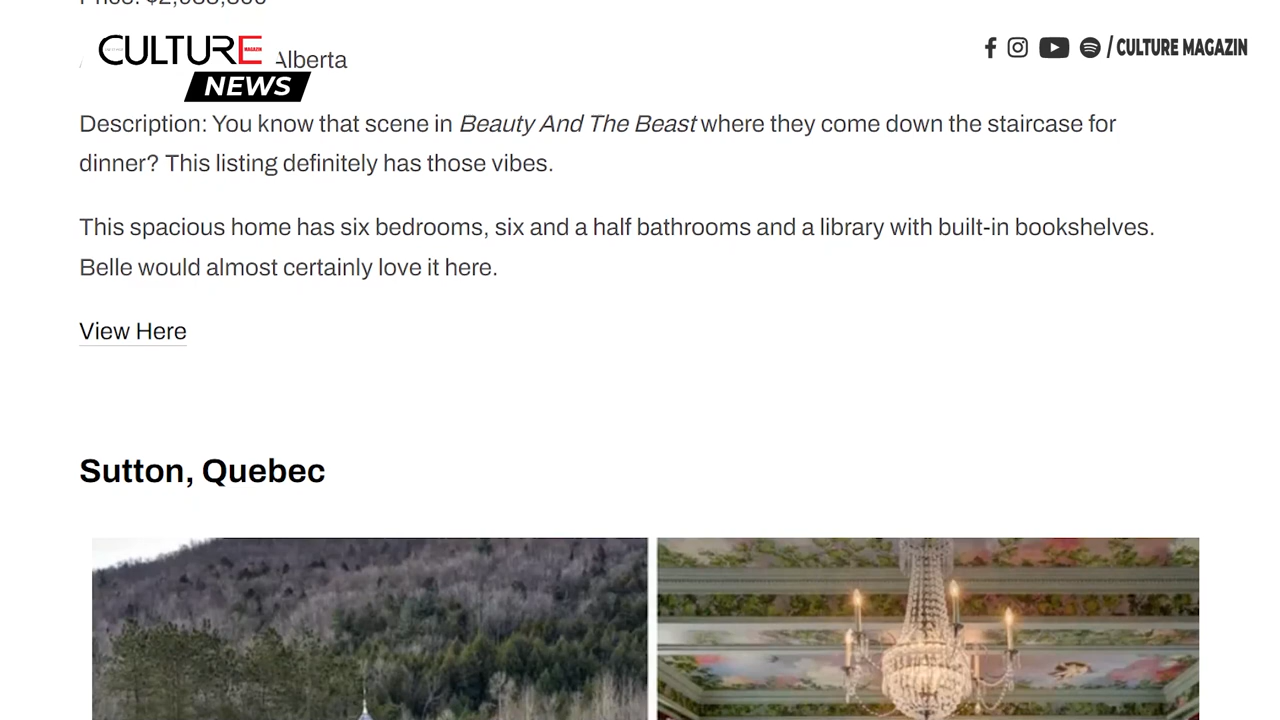 CULTURE
MAGAZIN
NEWS
Alberta
/ CULTURE MAGAZIN
Description: You know that scene in Beauty And The Beast where they come down the staircase for
dinner? This listing definitely has those vibes.
This spacious home has six bedrooms, six and a half bathrooms and a library with built-in bookshelves.
Belle would almost certainly love it here.
View Here
Sutton, Quebec